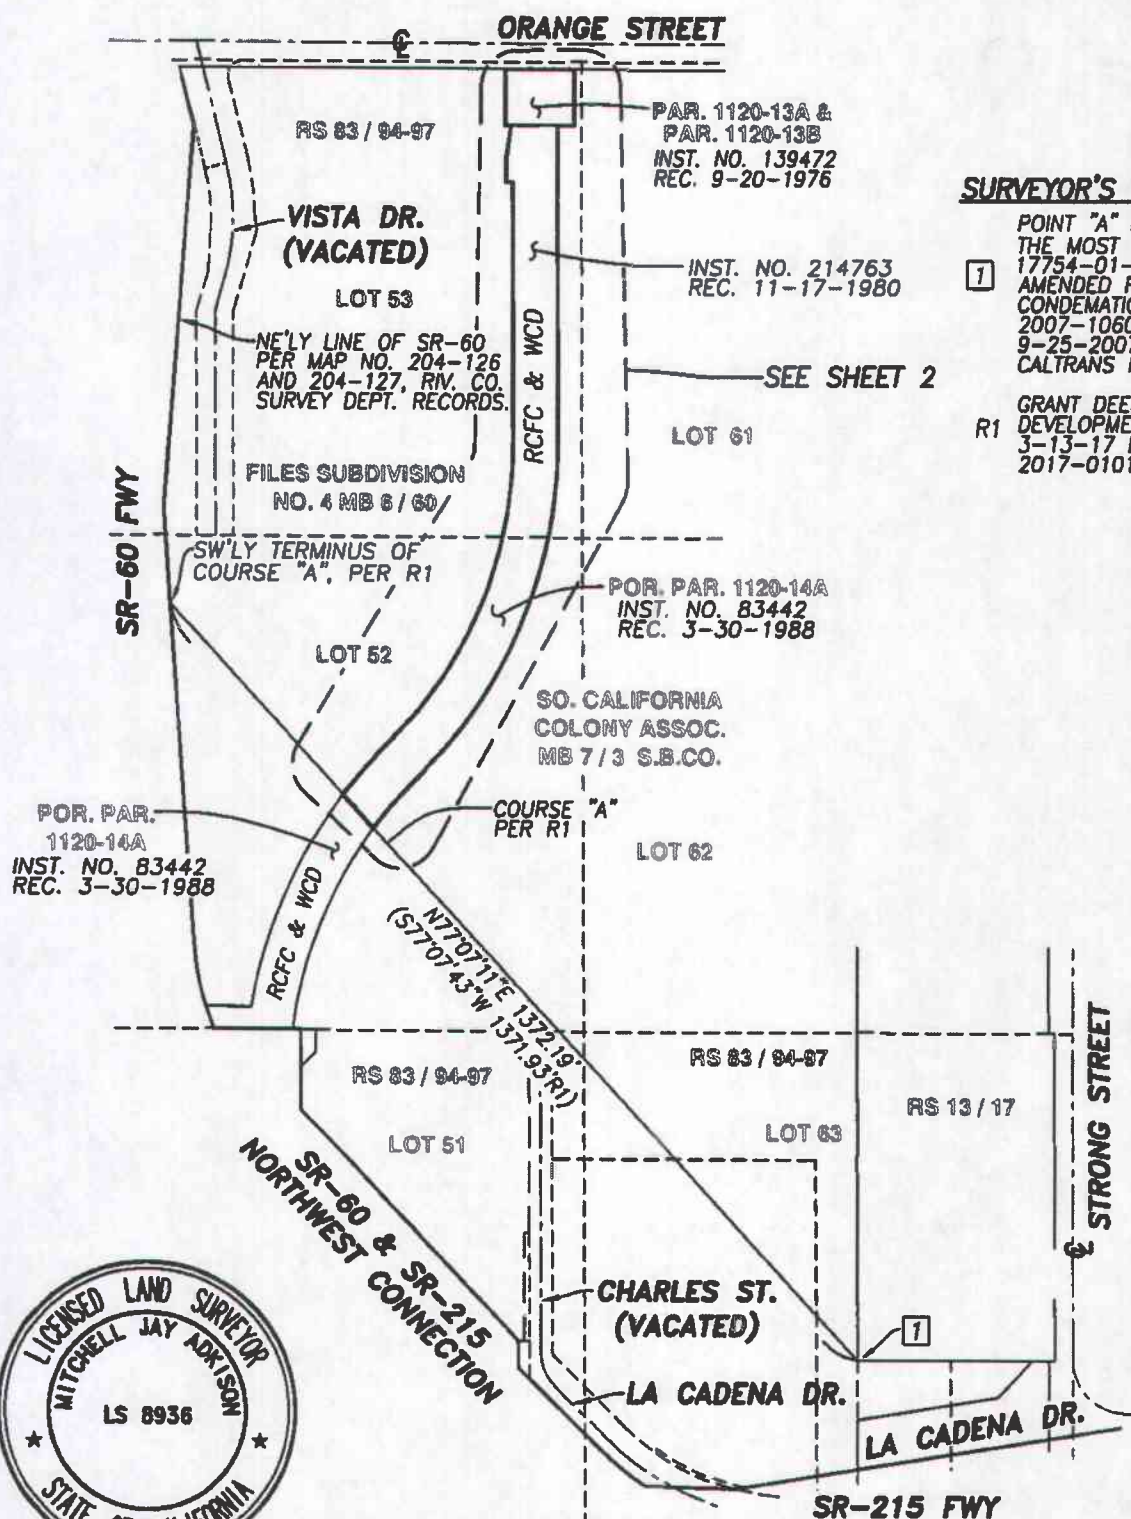 ORANGE STREET
℄
PAR. 1120-13A &
PAR. 1120-13B
INST. NO. 139472
REC. 9-20-1976
RS 83 / 94-97
VISTA DR.
(VACATED)
LOT 53
INST. NO. 214763
REC. 11-17-1980
SURVEYOR'S
POINT "A"
THE MOST
1
17754-01-
AMENDED F
CONDEMATIO
2007-1060
9-25-2007
CALTRANS
GRANT DEE
R1
DEVELOPME
3-13-17
2017-0101
NE'LY LINE OF SR-60
PER MAP NO. 204-126
AND 204-127, RIV. CO.
SURVEY DEPT. RECORDS.
RCFC & WCD
SEE SHEET 2
LOT 61
FILES SUBDIVISION
NO. 4 MB 6 / 60
SR-60 FWY
SW'LY TERMINUS OF
COURSE "A", PER R1
POR. PAR. 1120-14A
INST. NO. 83442
REC. 3-30-1988
LOT 52
SO. CALIFORNIA
COLONY ASSOC.
MB 7 / 3 S.B.CO.
POR. PAR.
1120-14A
INST. NO. 83442
REC. 3-30-1988
COURSE "A"
PER R1
LOT 62
RCFC & WCD
N77°07'11"E 1372.19'
(S77°07'43"W 1371.93'R1)
RS 83 / 94-97
LOT 51
RS 83 / 94-97
LOT 63
RS 13 / 17
STRONG STREET
℄
SR-60 & SR-215
NORTHWEST CONNECTION
CHARLES ST.
(VACATED)
1
LA CADENA DR.
LA CADENA DR.
SR-215 FWY
LICENSED LAND SURVEYOR
MITCHELL JAY ADKISON
LS 8936
STATE OF CALIFORNIA